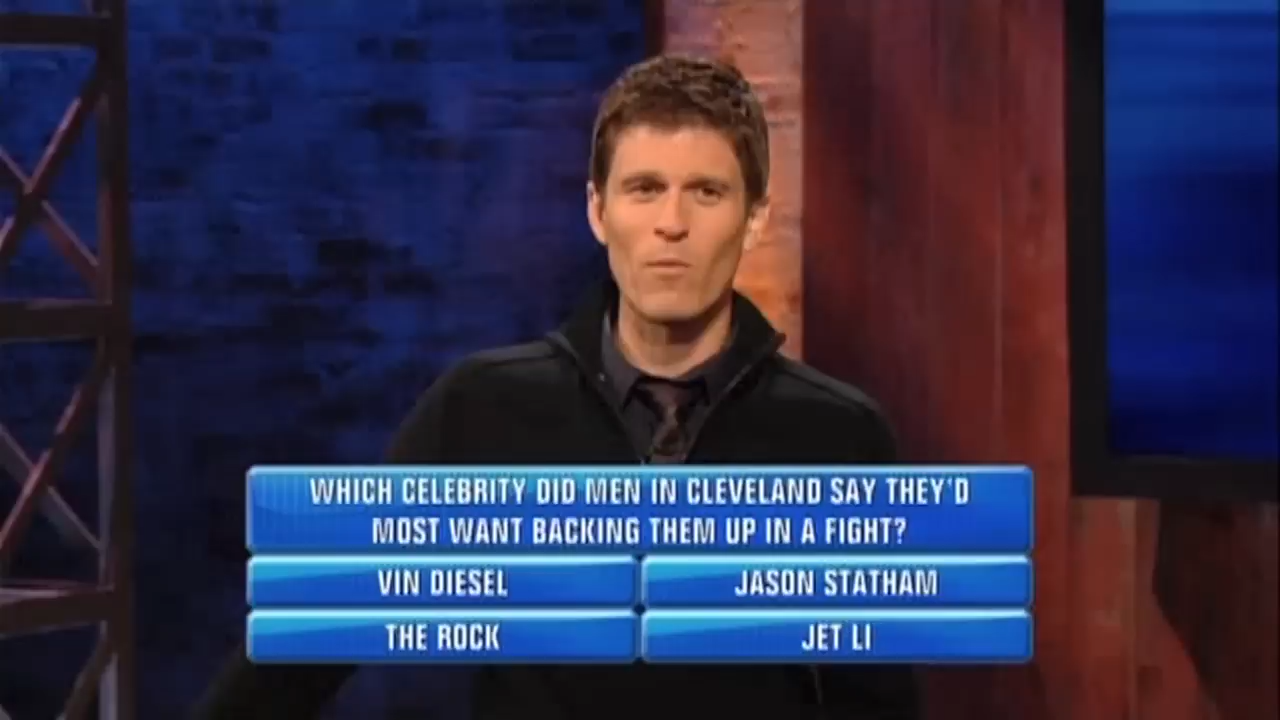 WHICH CELEBRITY DID MEN IN CLEVELAND SAY THEY'D
MOST WANT BACKING THEM UP IN A FIGHT?
VIN DIESEL
JASON STATHAM
THE ROCK
JET LI